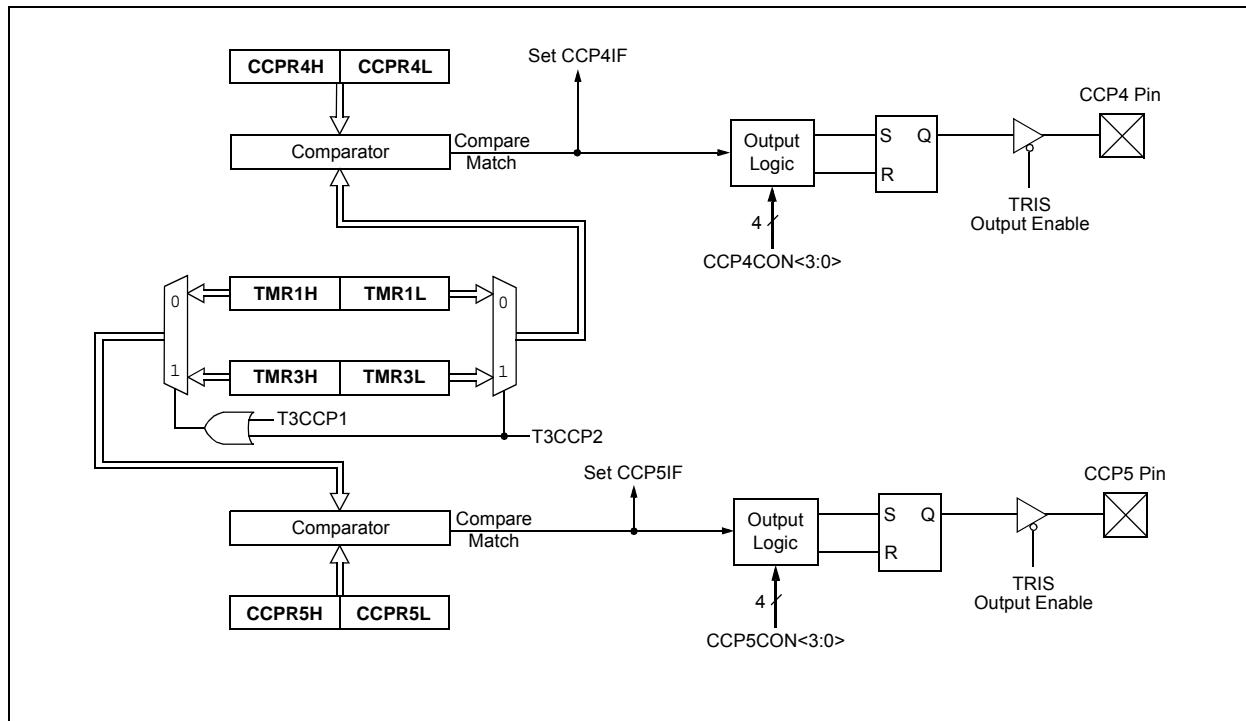 CCPR4H CCPR4L
Set CCP4IF
CCP4 Pin
Comparator
Compare
Match
Output
Logic
S Q
R
4
CCP4CON<3:0>
TRIS
Output Enable
0 TMR1H TMR1L 0
1 TMR3H TMR3L 1
T3CCP1
T3CCP2
Set CCP5IF
CCP5 Pin
Comparator
Compare
Match
Output
Logic
S Q
R
4
CCP5CON<3:0>
TRIS
Output Enable
CCPR5H CCPR5L